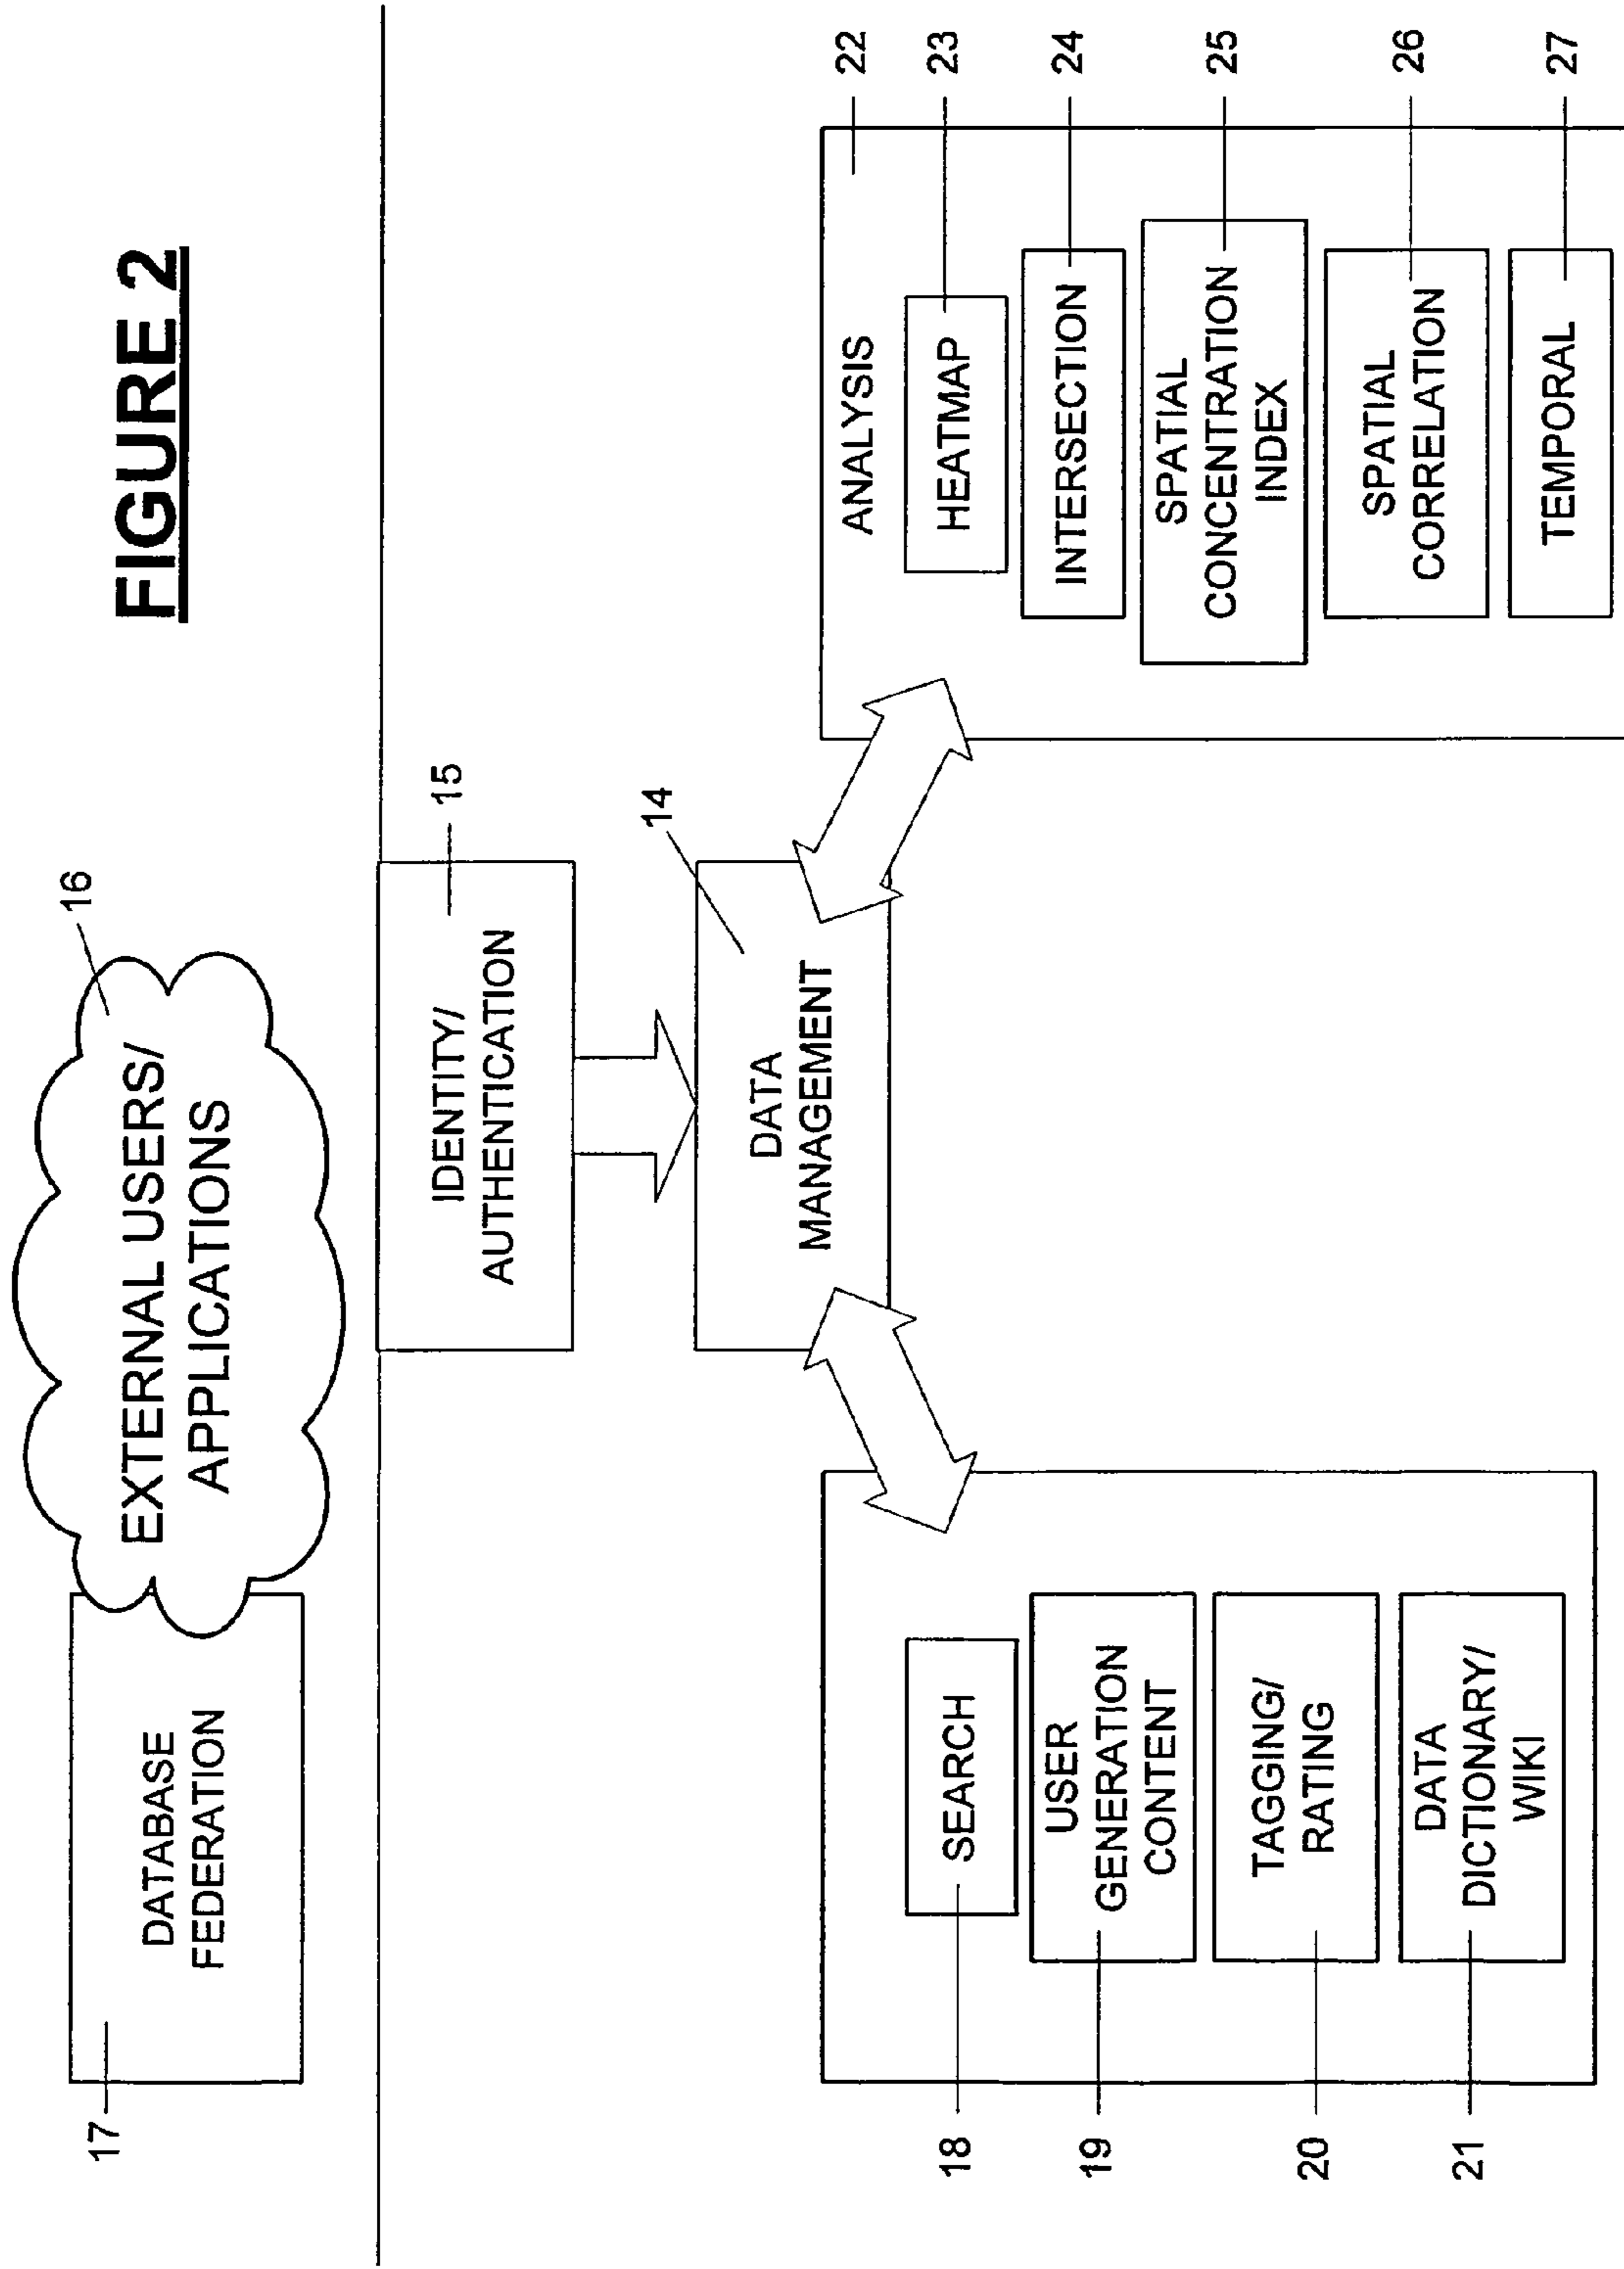 FIGURE 2
16
EXTERNAL USERS/
APPLICATIONS
17
DATABASE
FEDERATION
15
IDENTITY/
AUTHENTICATION
14
DATA
MANAGEMENT
18
SEARCH
19
USER
GENERATION
CONTENT
20
TAGGING/
RATING
21
DATA
DICTIONARY/
WIKI
22
ANALYSIS
23
HEATMAP
24
INTERSECTION
25
SPATIAL
CONCENTRATION
INDEX
26
SPATIAL
CORRELATION
27
TEMPORAL